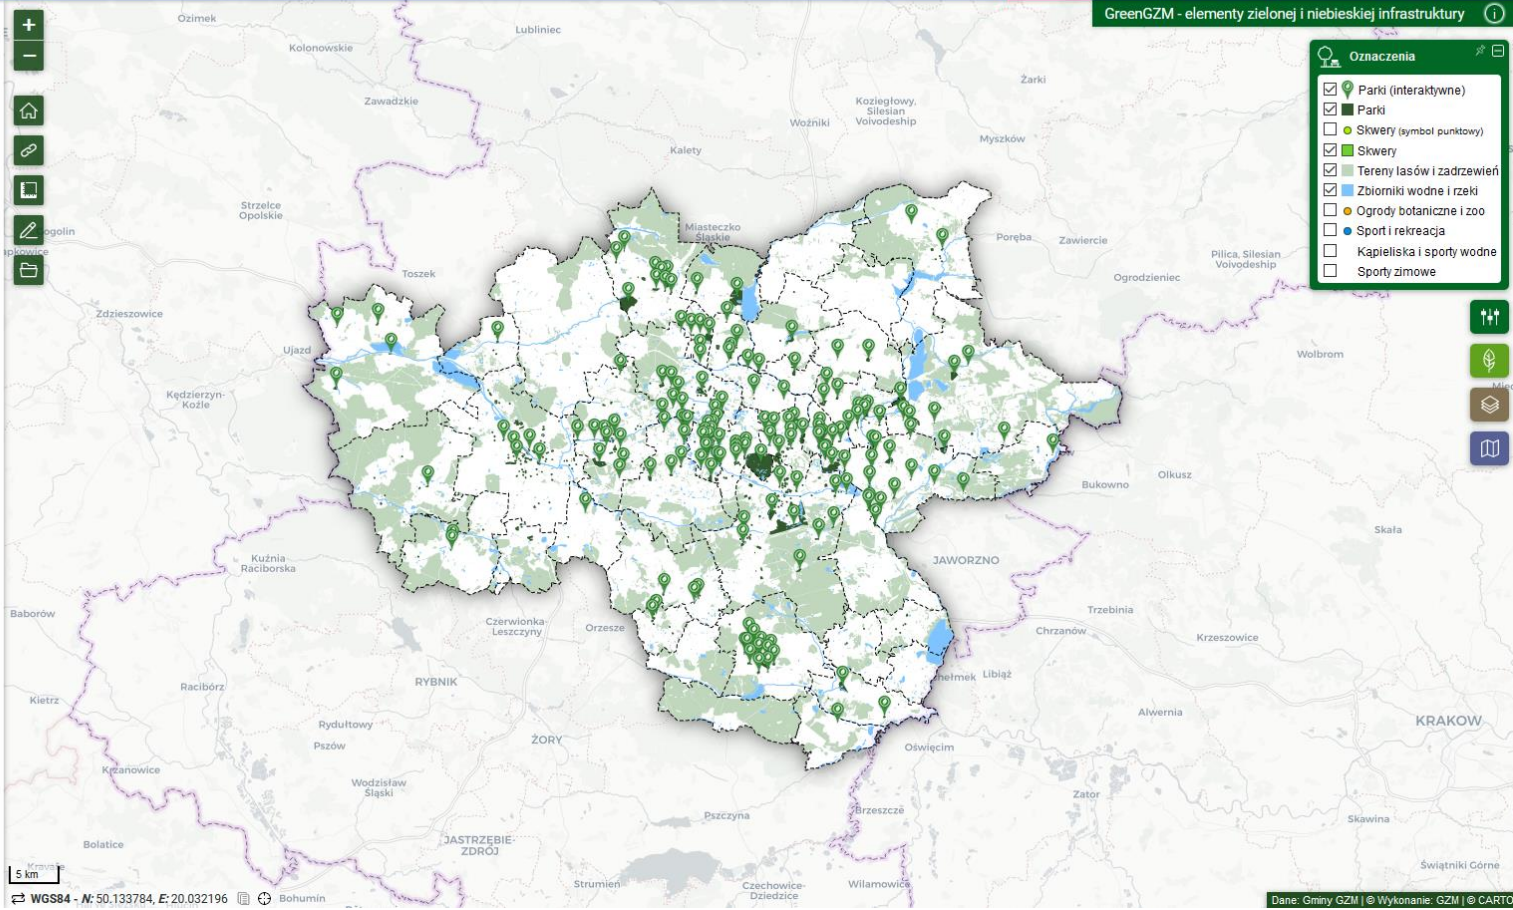 GreenGZM - elementy zielonej i niebieskiej infrastruktury
Oznaczenia
Parki (interaktywne)
Parki
Skwery (symbol punktowy)
Skwery
Tereny lasów i zadrzewień
Zbiorniki wodne i rzeki
Ogrody botaniczne i zoo
Sport i rekreacja
Kąpieliska i sporty wodne
Sporty zimowe
Ozimek
Lubliniec
Kolonowskie
Żarki
Zawadzkie
Koziegłowy,
Silesian
Voivodeship
Woźniki
Myszków
Kalety
Strzelce
Opolskie
Miasteczko
Śląskie
Poręba
Zawiercie
Pilica, Silesian
Voivodeship
Toszek
Ogrodzieniec
Zdzieszowice
Ujazd
Wolbrom
Kędzierzyn-
Koźle
Olkusz
Bukowno
Skała
Kuźnia
Raciborska
JAWORZNO
Baborów
Trzebinia
Czerwionka-
Leszczyny
Orzesze
Chrzanów
Krzeszowice
Libiąż
RYBNIK
Racibórz
Kietrz
Alwernia
KRAKOW
Rydułtowy
Pszów
ŻORY
Oświęcim
Krzanowice
Wodzisław
Śląski
Zator
Brzeszcze
Pszczyna
Skawina
JASTRZĘBIE-
ZDRÓJ
Bolatice
Świątniki Górne
5 km
Strumień
Czechowice-
Dziedzice
Wilamowice
WGS84 - N: 50.133784, E: 20.032196
Bohumín
Dane: Gminy GZM | © Wykonanie: GZM | © CARTO